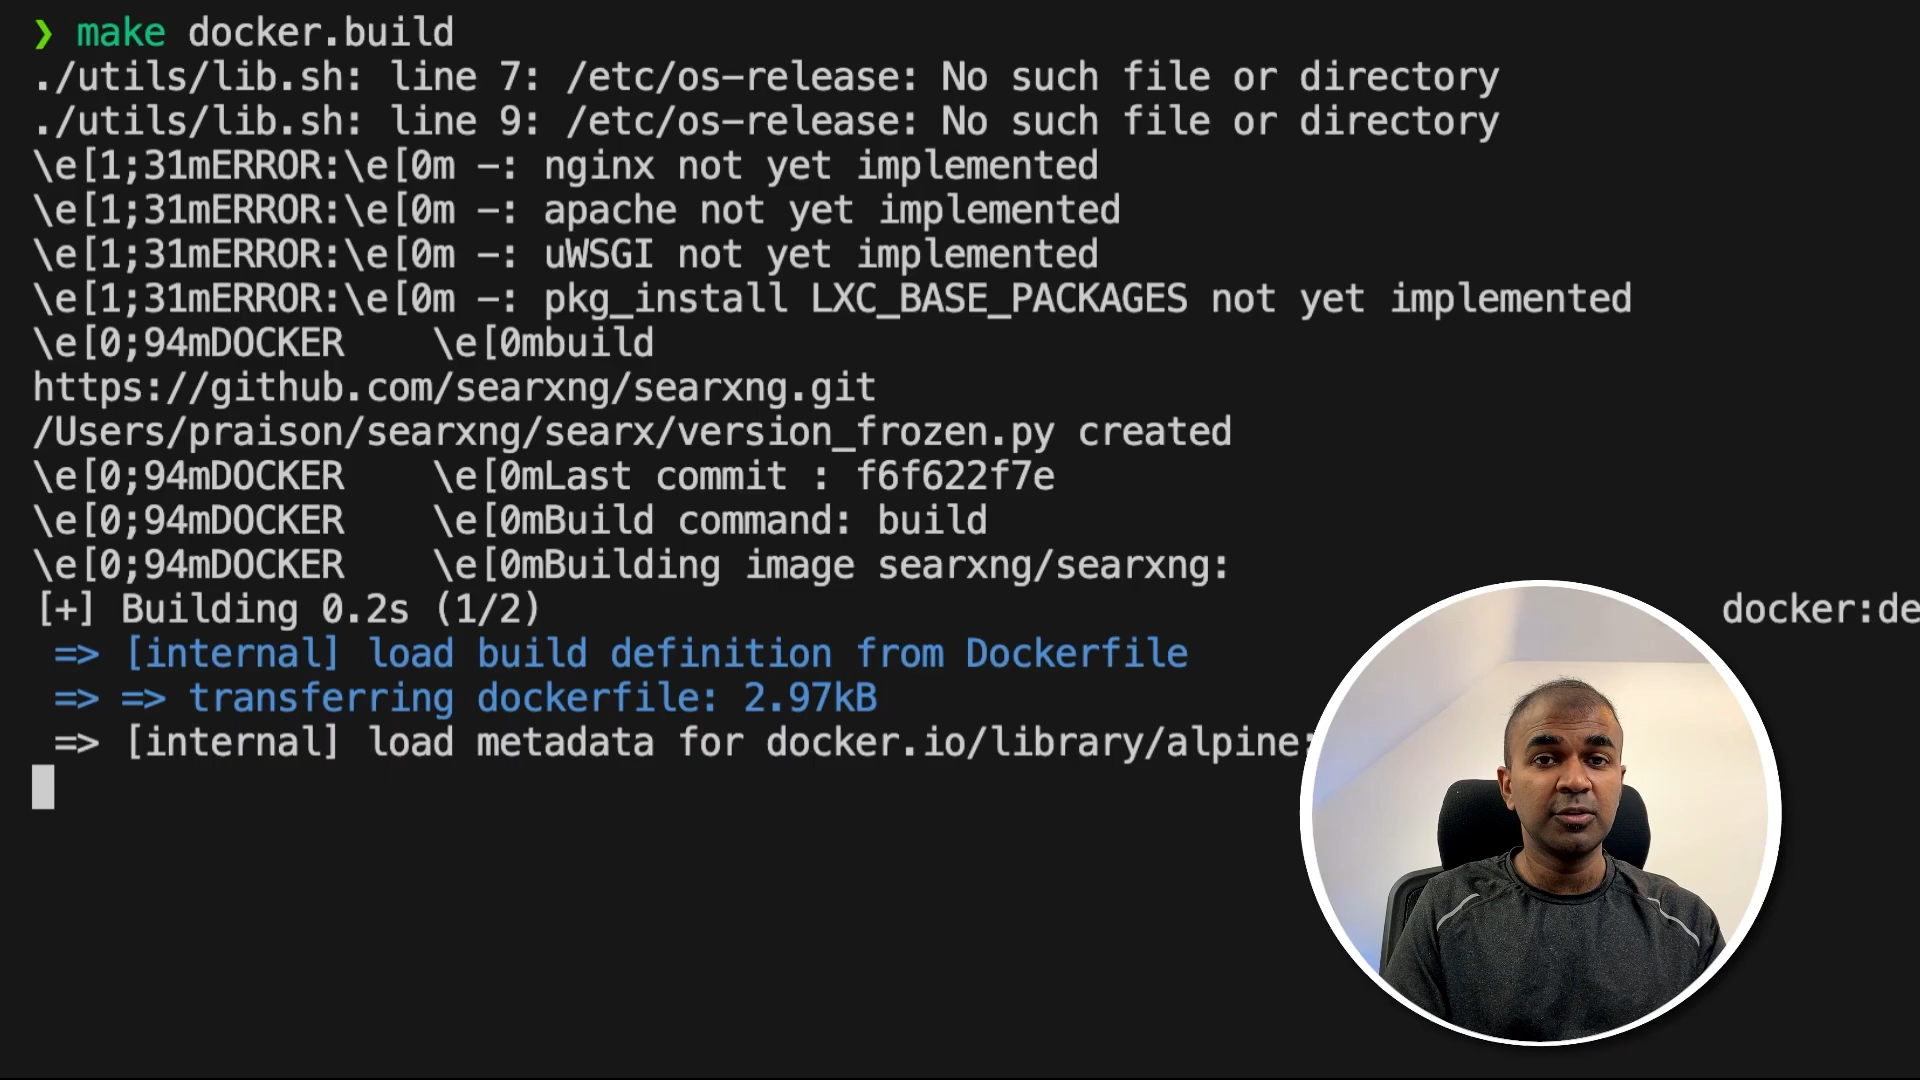 ❯ make docker.build
./utils/lib.sh: line 7: /etc/os-release: No such file or directory
./utils/lib.sh: line 9: /etc/os-release: No such file or directory
\e[1;31mERROR:\e[0m –: nginx not yet implemented
\e[1;31mERROR:\e[0m –: apache not yet implemented
\e[1;31mERROR:\e[0m –: uWSGI not yet implemented
\e[1;31mERROR:\e[0m –: pkg_install LXC_BASE_PACKAGES not yet implemented
\e[0;94mDOCKER    \e[0mbuild
https://github.com/searxng/searxng.git
/Users/praison/searxng/searx/version_frozen.py created
\e[0;94mDOCKER    \e[0mLast commit : f6f622f7e
\e[0;94mDOCKER    \e[0mBuild command: build
\e[0;94mDOCKER    \e[0mBuilding image searxng/searxng:
[+] Building 0.2s (1/2) docker:de
=> [internal] load build definition from Dockerfile
=> => transferring dockerfile: 2.97kB
=> [internal] load metadata for docker.io/library/alpine: